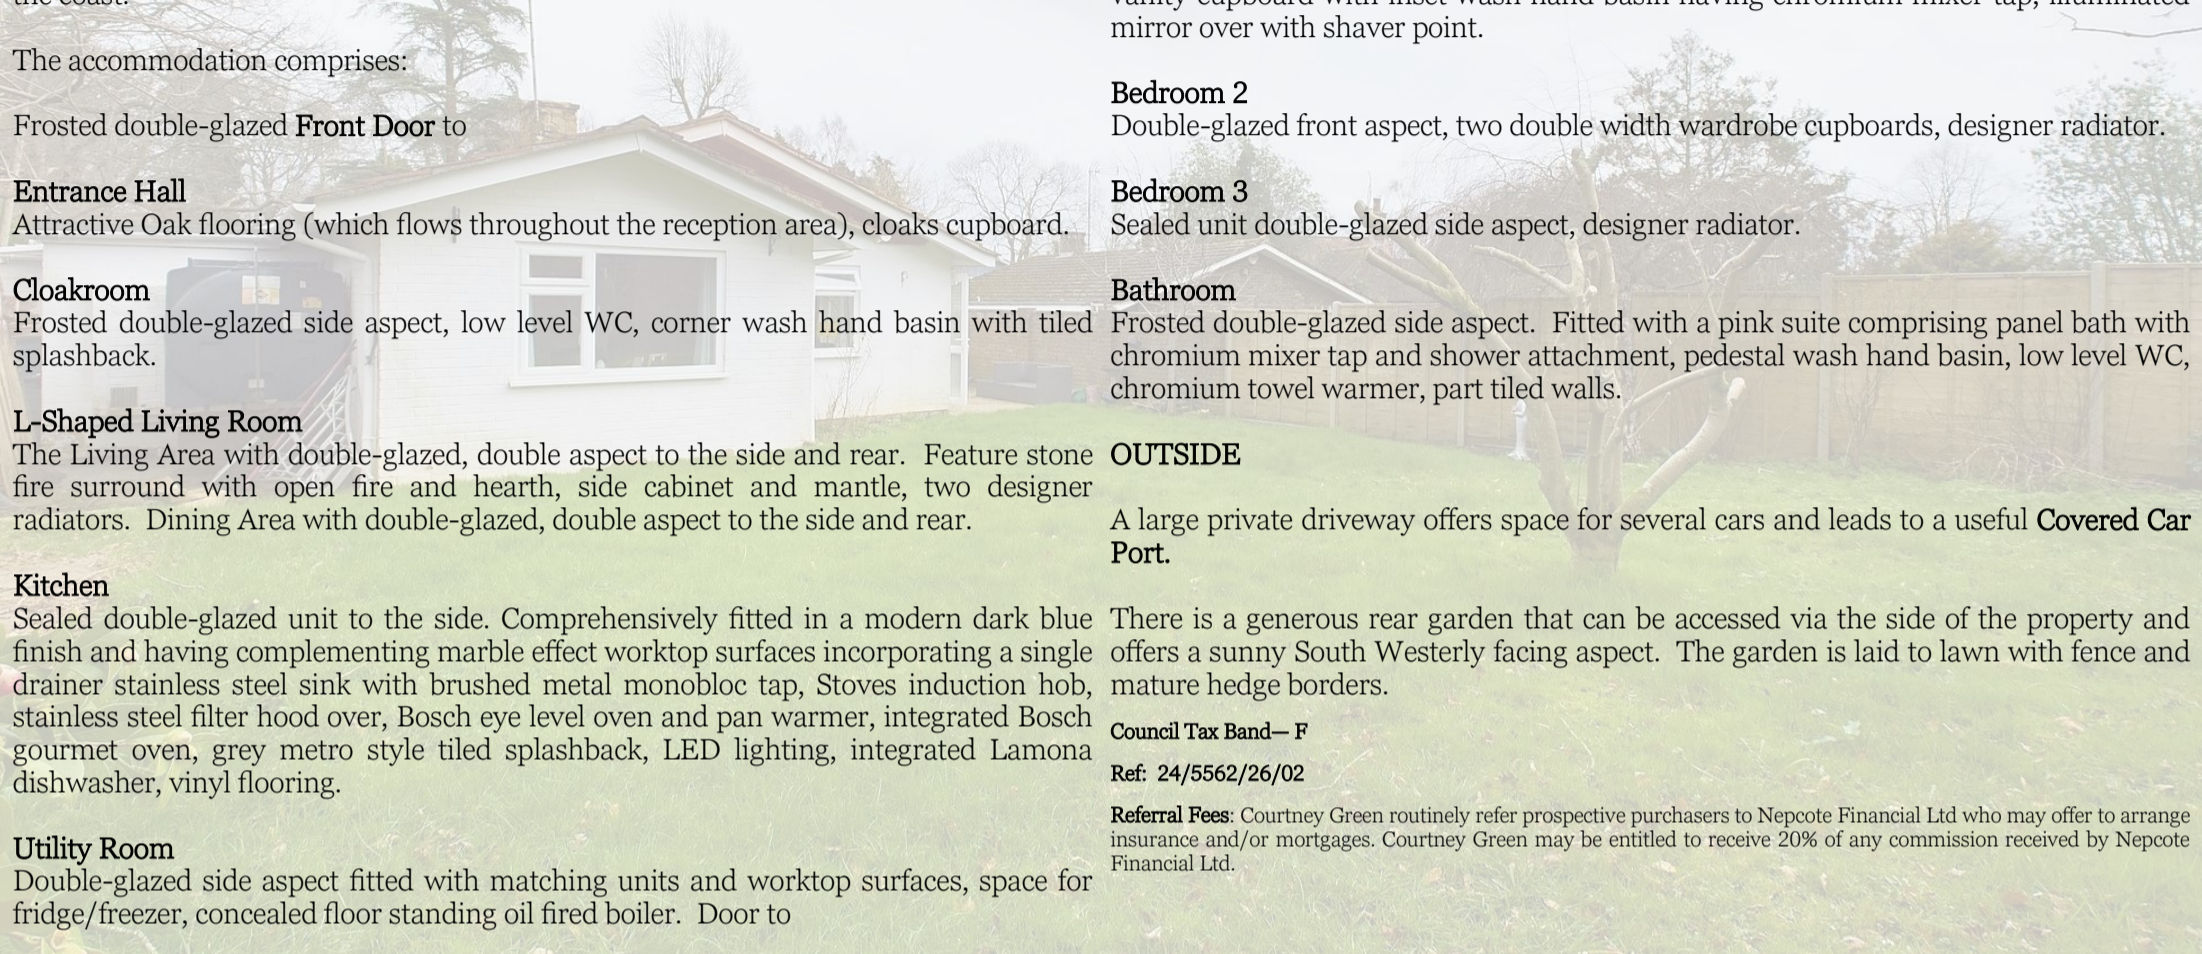 the coast.
The accommodation comprises:
Frosted double-glazed Front Door to
Entrance Hall
Attractive Oak flooring (which flows throughout the reception area), cloaks cupboard.
Cloakroom
Frosted double-glazed side aspect, low level WC, corner wash hand basin with tiled
splashback.
L-Shaped Living Room
The Living Area with double-glazed, double aspect to the side and rear. Feature stone
fire surround with open fire and hearth, side cabinet and mantle, two designer
radiators. Dining Area with double-glazed, double aspect to the side and rear.
Kitchen
Sealed double-glazed unit to the side. Comprehensively fitted in a modern dark blue
finish and having complementing marble effect worktop surfaces incorporating a single
drainer stainless steel sink with brushed metal monobloc tap, Stoves induction hob,
stainless steel filter hood over, Bosch eye level oven and pan warmer, integrated Bosch
gourmet oven, grey metro style tiled splashback, LED lighting, integrated Lamona
dishwasher, vinyl flooring.
Utility Room
Double-glazed side aspect fitted with matching units and worktop surfaces, space for
fridge/freezer, concealed floor standing oil fired boiler. Door to
vanity cupboard with inset wash hand basin having chromium mixer tap, illuminated
mirror over with shaver point.
Bedroom 2
Double-glazed front aspect, two double width wardrobe cupboards, designer radiator.
Bedroom 3
Sealed unit double-glazed side aspect, designer radiator.
Bathroom
Frosted double-glazed side aspect. Fitted with a pink suite comprising panel bath with
chromium mixer tap and shower attachment, pedestal wash hand basin, low level WC,
chromium towel warmer, part tiled walls.
OUTSIDE
A large private driveway offers space for several cars and leads to a useful Covered Car
Port.
There is a generous rear garden that can be accessed via the side of the property and
offers a sunny South Westerly facing aspect. The garden is laid to lawn with fence and
mature hedge borders.
Council Tax Band— F
Ref: 24/5562/26/02
Referral Fees: Courtney Green routinely refer prospective purchasers to Nepcote Financial Ltd who may offer to arrange
insurance and/or mortgages. Courtney Green may be entitled to receive 20% of any commission received by Nepcote
Financial Ltd.